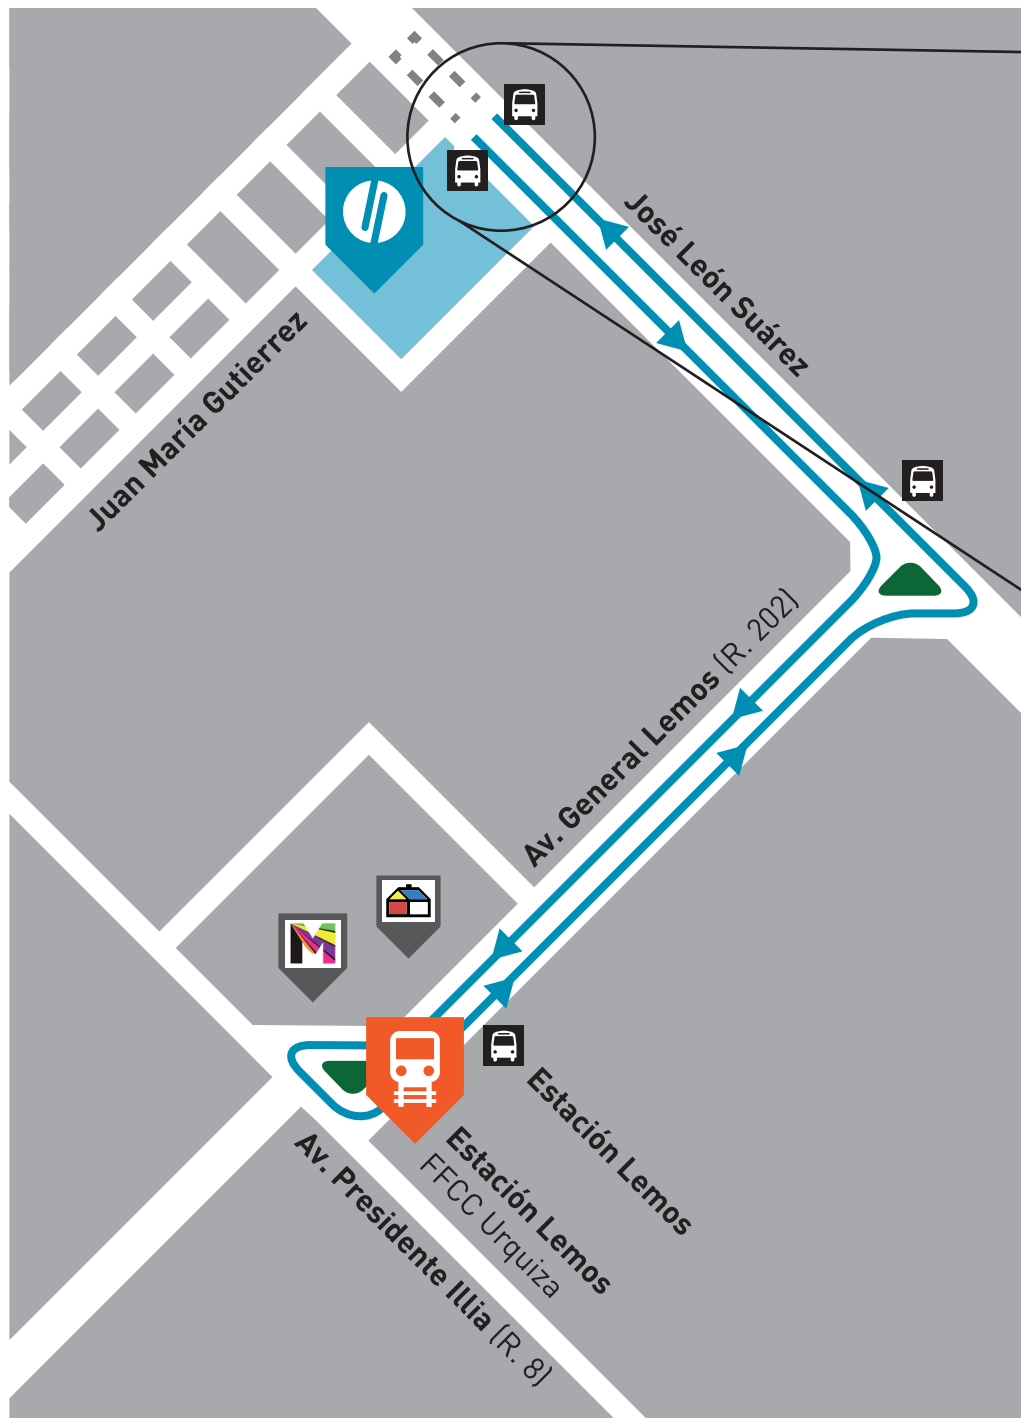 José León Suárez
Juan María Gutierrez
Av. General Lemos (R. 202)
M
Estación Lemos
Estación Lemos
FFCC Urquiza
Av. Presidente Illia (R. 8)